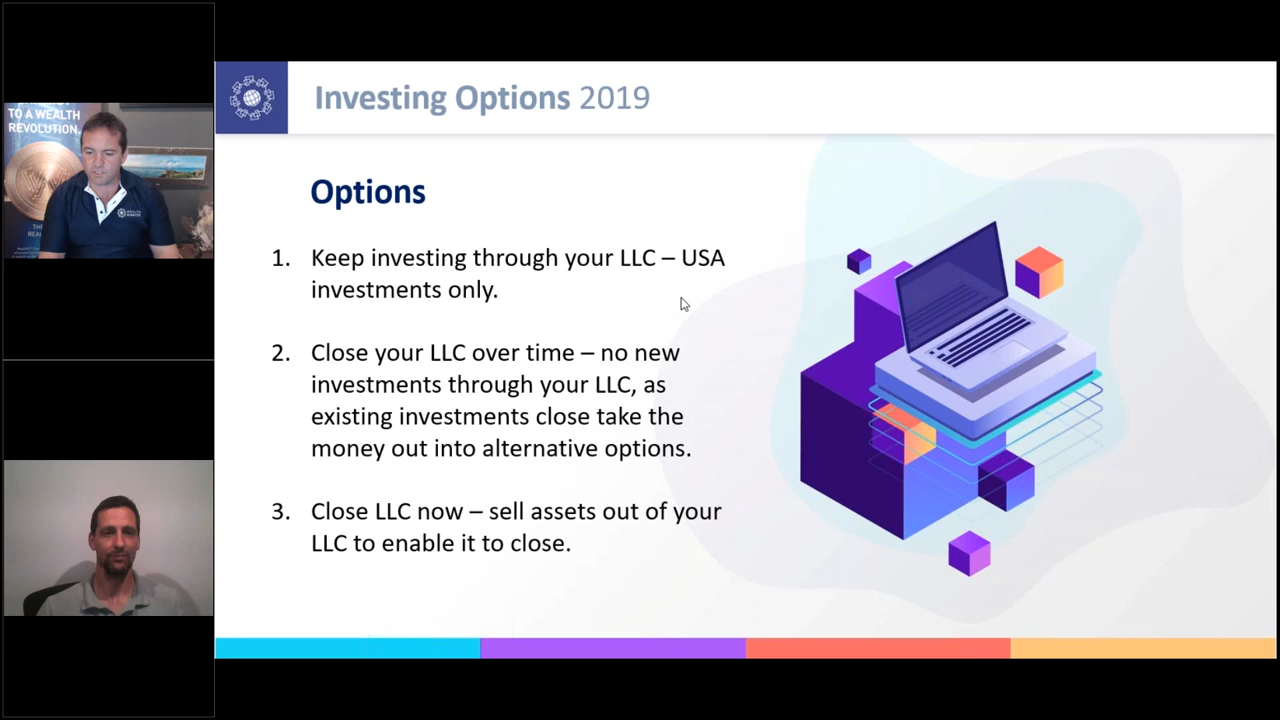 TO A WEALTH
REVOLUTION.
Investing Options 2019
Options
1. Keep investing through your LLC – USA
investments only.
2. Close your LLC over time – no new
investments through your LLC, as
existing investments close take the
money out into alternative options.
3. Close LLC now – sell assets out of your
LLC to enable it to close.